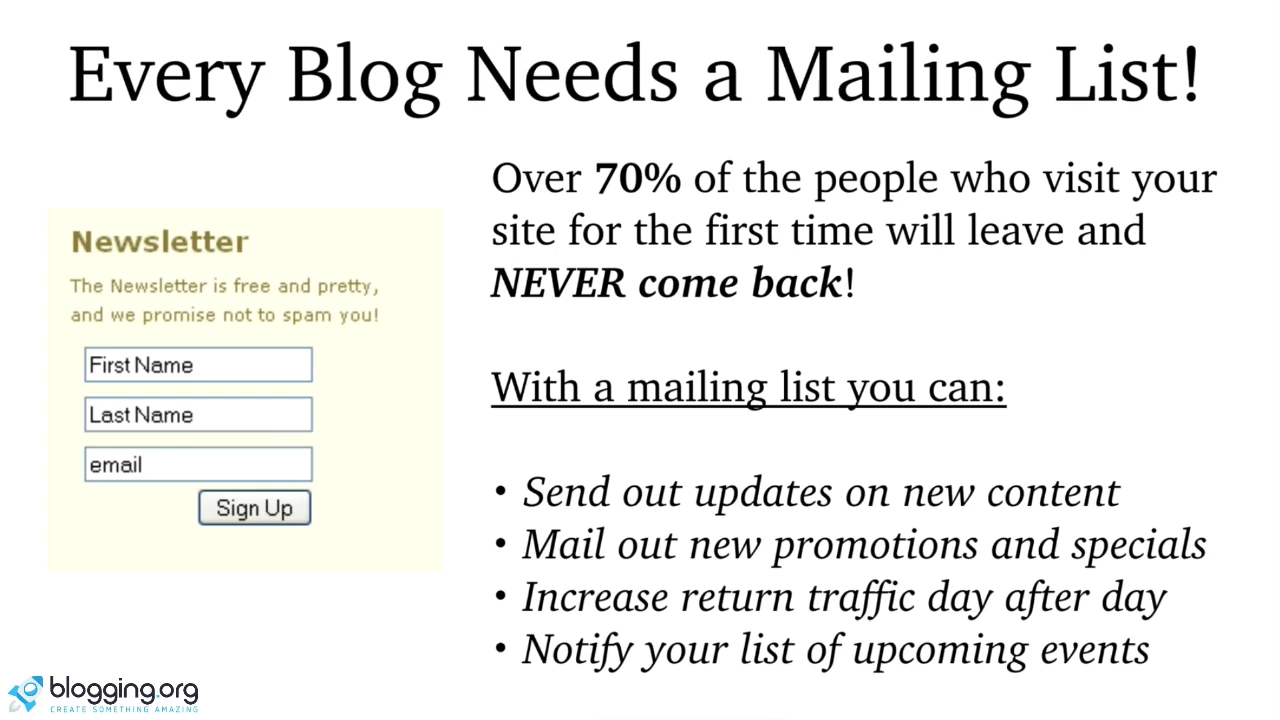 Every Blog Needs a Mailing List!
Newsletter
The Newsletter is free and pretty,
and we promise not to spam you!
First Name
Last Name
email
Sign Up
Over 70% of the people who visit your
site for the first time will leave and
NEVER come back!
With a mailing list you can:
• Send out updates on new content
• Mail out new promotions and specials
• Increase return traffic day after day
• Notify your list of upcoming events
blogging.org
CREATE SOMETHING AMAZING